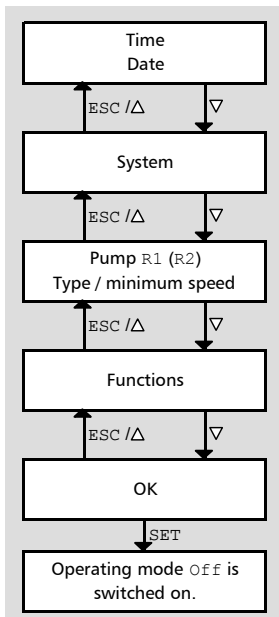 Time
Date
ESC /△ ▽
System
ESC /△ ▽
Pump R1 (R2)
Type / minimum speed
ESC /△ ▽
Functions
ESC /△ ▽
OK
SET
Operating mode Off is
switched on.